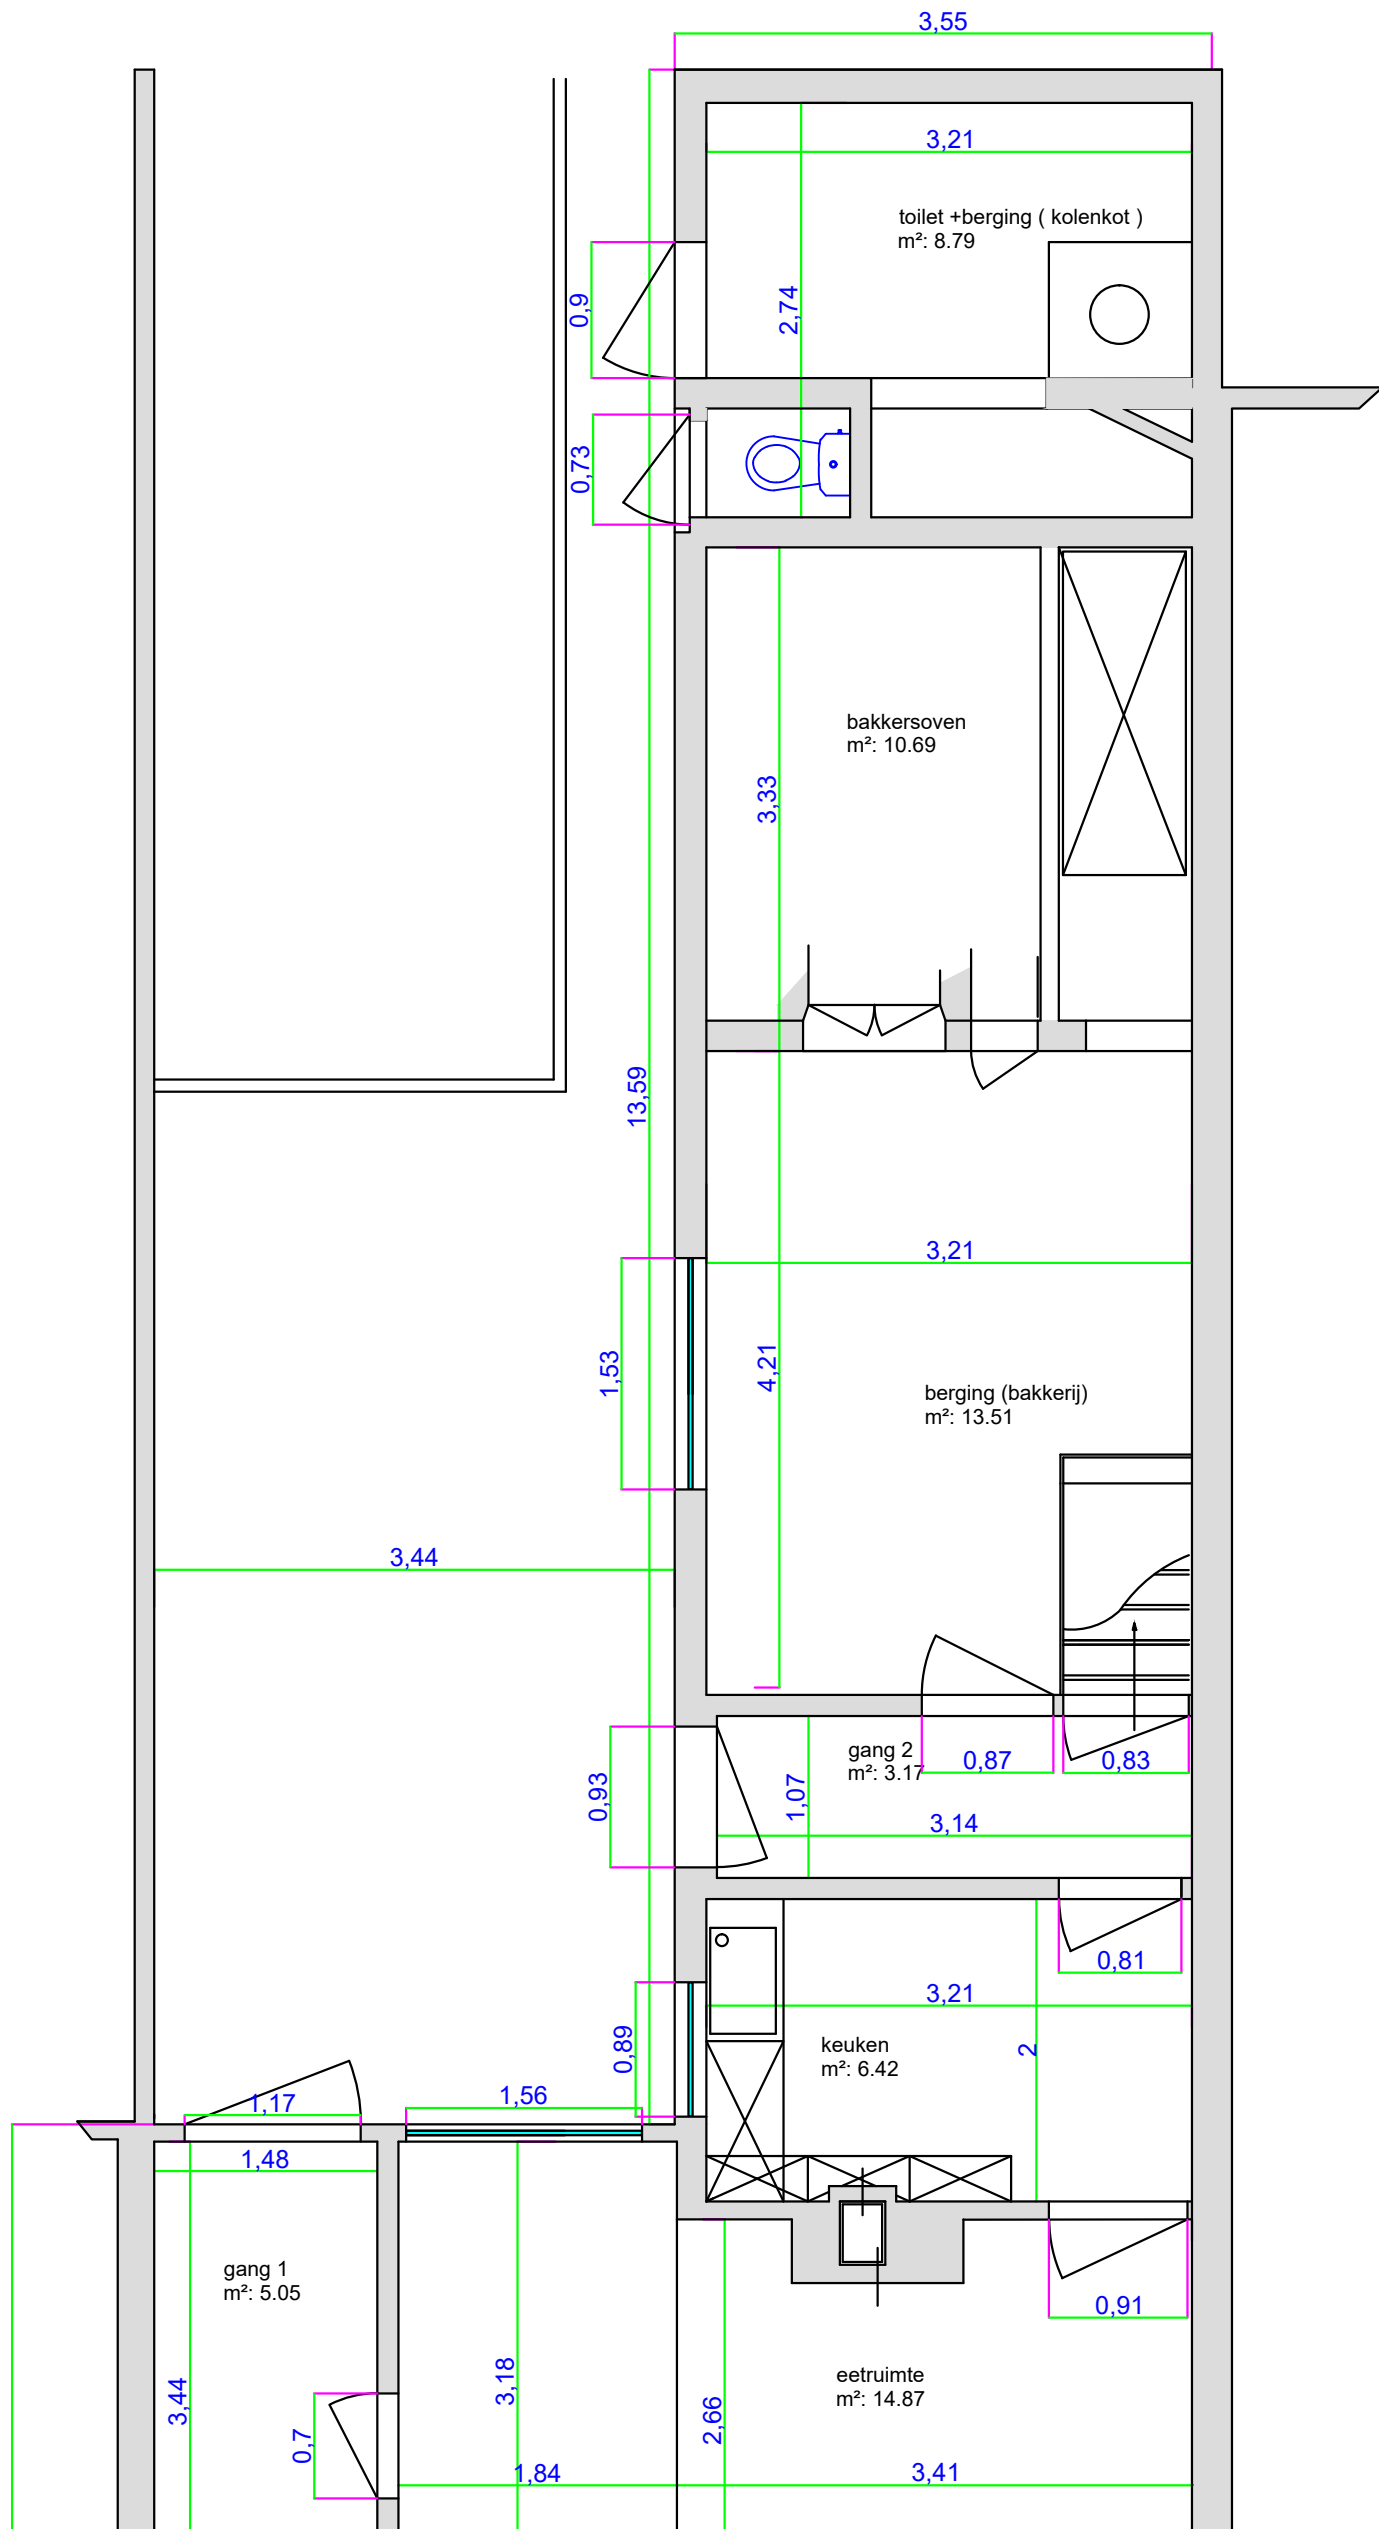 3,55
3,21
toilet +berging ( kolenkot )
m²: 8.79
0,9
2,74
0,73
bakkersoven
m²: 10.69
3,33
13,59
3,21
1,53
4,21
berging (bakkerij)
m²: 13.51
3,44
gang 2
m²: 3.17
0,87
0,83
0,93
1,07
3,14
0,81
3,21
0,89
keuken
m²: 6.42
2
1,17
1,56
1,48
gang 1
m²: 5.05
0,91
3,44
3,18
eetruimte
m²: 14.87
2,66
0,7
1,84
3,41